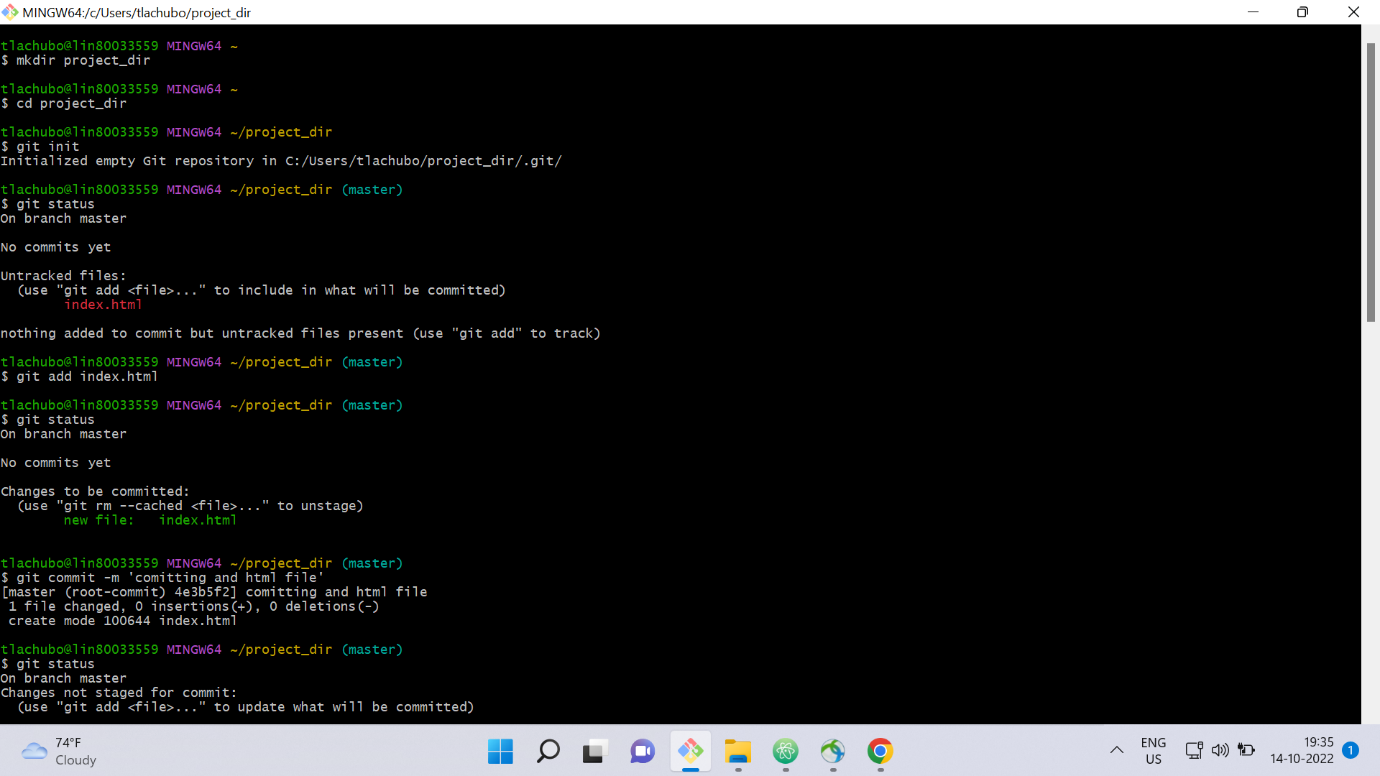 MINGW64:/c/Users/tlachubo/project_dir
tlachubo@lin80033559 MINGW64 ~
$ mkdir project_dir
tlachubo@lin80033559 MINGW64 ~
$ cd project_dir
tlachubo@lin80033559 MINGW64 ~/project_dir
$ git init
Initialized empty Git repository in C:/Users/tlachubo/project_dir/.git/
tlachubo@lin80033559 MINGW64 ~/project_dir (master)
$ git status
On branch master
No commits yet
Untracked files:
  (use "git add <file>..." to include in what will be committed)
        index.html
nothing added to commit but untracked files present (use "git add" to track)
tlachubo@lin80033559 MINGW64 ~/project_dir (master)
$ git add index.html
tlachubo@lin80033559 MINGW64 ~/project_dir (master)
$ git status
On branch master
No commits yet
Changes to be committed:
  (use "git rm --cached <file>..." to unstage)
        new file:   index.html
tlachubo@lin80033559 MINGW64 ~/project_dir (master)
$ git commit -m 'comitting and html file'
[master (root-commit) 4e3b5f2] comitting and html file
 1 file changed, 0 insertions(+), 0 deletions(-)
 create mode 100644 index.html
tlachubo@lin80033559 MINGW64 ~/project_dir (master)
$ git status
On branch master
Changes not staged for commit:
  (use "git add <file>..." to update what will be committed)
74°F
Cloudy
ENG
US
19:35
14-10-2022
1